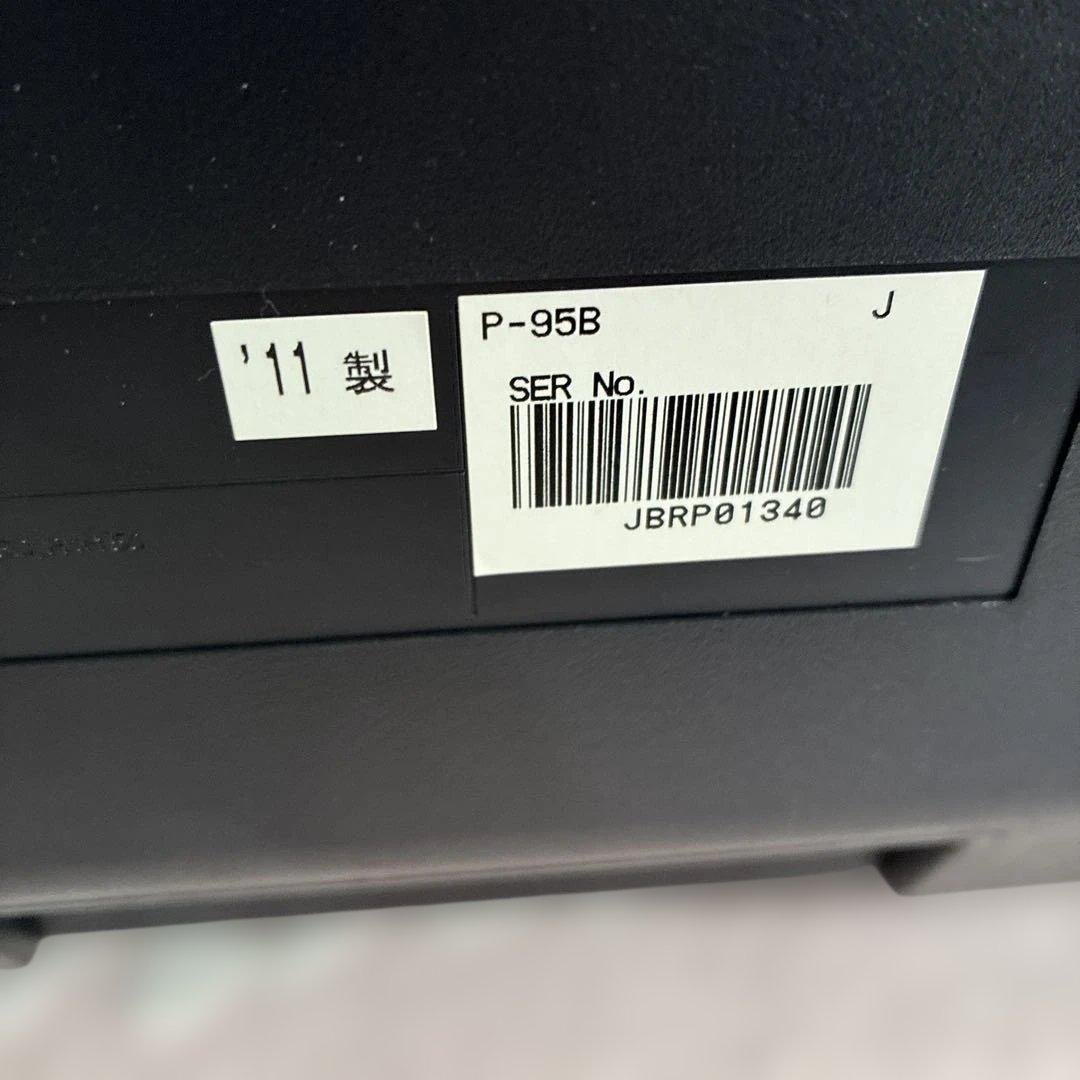 '11 製
P-95B J
SER No.
JBRP01340